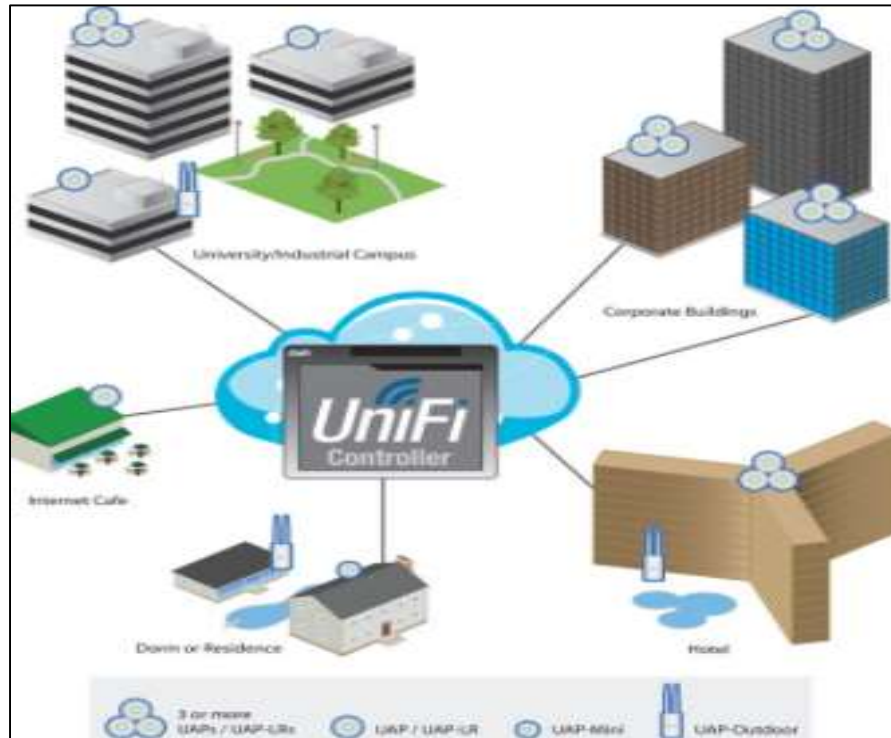 University/Industrial Campus
Corporate Buildings
UniFi
Controller
Internet Cafe
Dorm or Residence
Hotel
3 or more
UAPs / UAP-LRs
UAP / UAP-LR
UAP-Mini
UAP-Outdoor